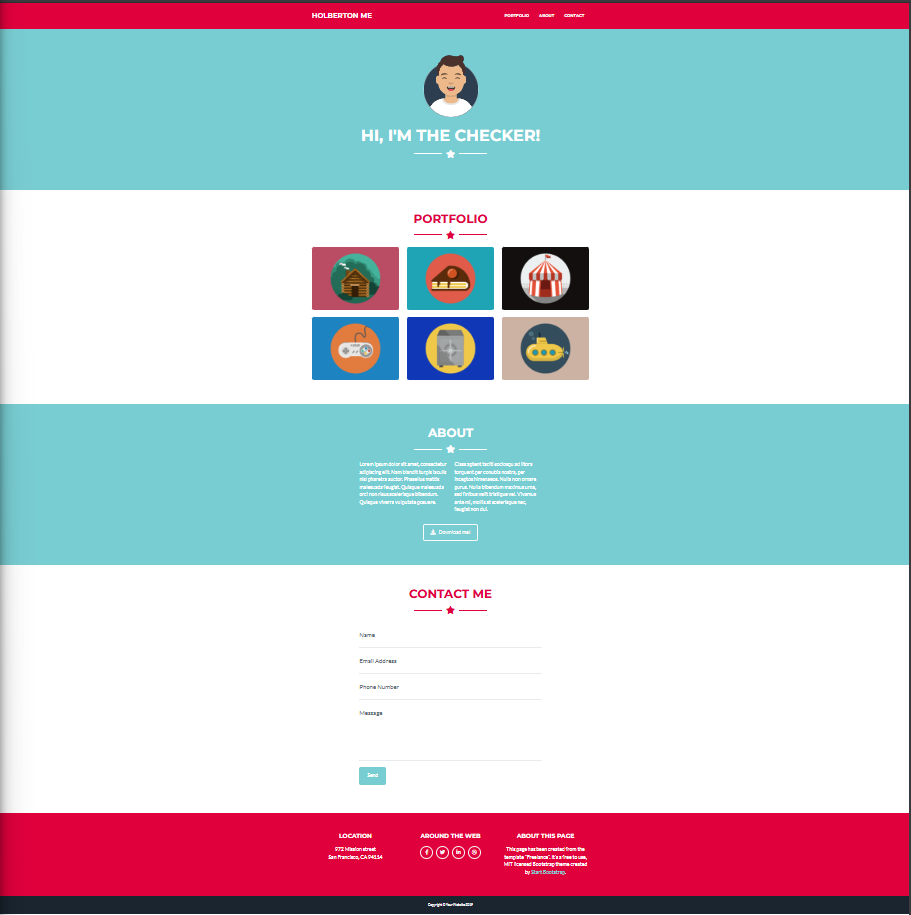 HOLBERTON ME
PORTFOLIO ABOUT CONTACT
HI, I'M THE CHECKER!
PORTFOLIO
ABOUT
Lorem ipsum dolor sit amet, consectetur
adipiscing elit. Nam blandit turpis iaculis
nisl pharetra auctor. Phasellus mattis
malesuada feugiat. Quisque malesuada
orci non risus scelerisque bibendum.
Quisque viverra vulputate posuere.
Class aptent taciti sociosqu ad litora
torquent per conubia nostra, per
inceptos himenaeos. Nulla non ornare
purus. Nulla bibendum maximus urna,
sed finibus velit tristique vel. Vivamus
ante mi, mollis at scelerisque nec,
feugiat non dui.
Download me!
CONTACT ME
Name
Email Address
Phone Number
Message
Send
LOCATION
972 Mission street
San Francisco, CA 94114
AROUND THE WEB
ABOUT THIS PAGE
This page has been created from the
template "Freelance". It's a free to use,
MIT licensed Bootstrap theme created
by Start Bootstrap.
Copyright © Your Website 2019